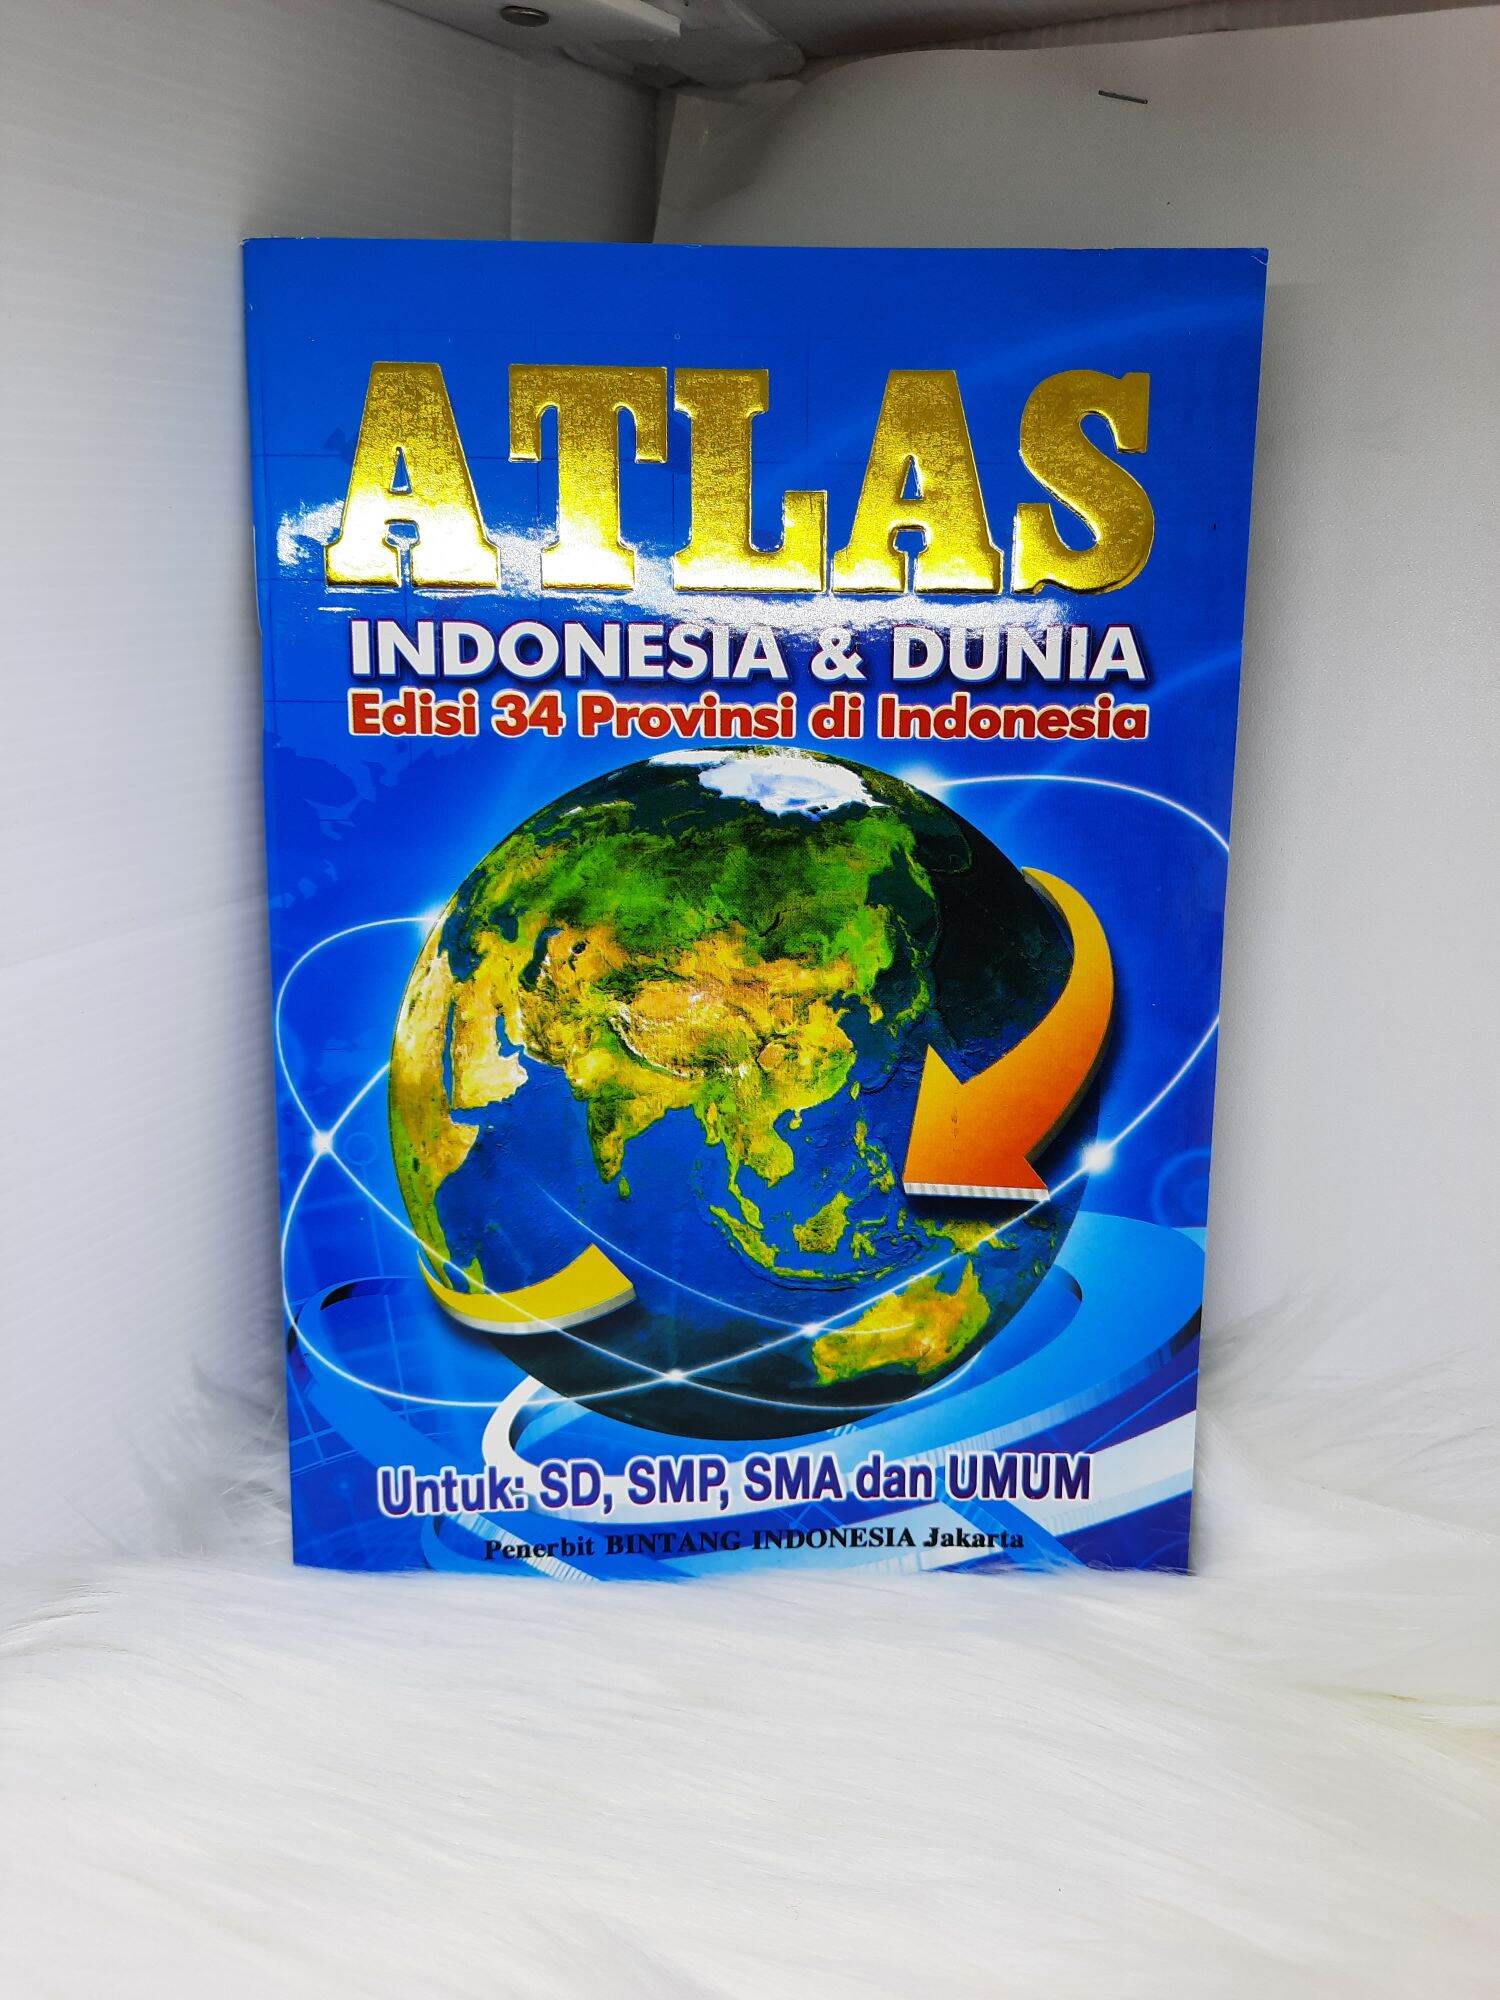 ATLAS
INDONESIA & DUNIA
Edisi 34 Provinsi di Indonesia
Untuk: SD, SMP, SMA dan UMUM
Penerbit BINTANG INDONESIA Jakarta